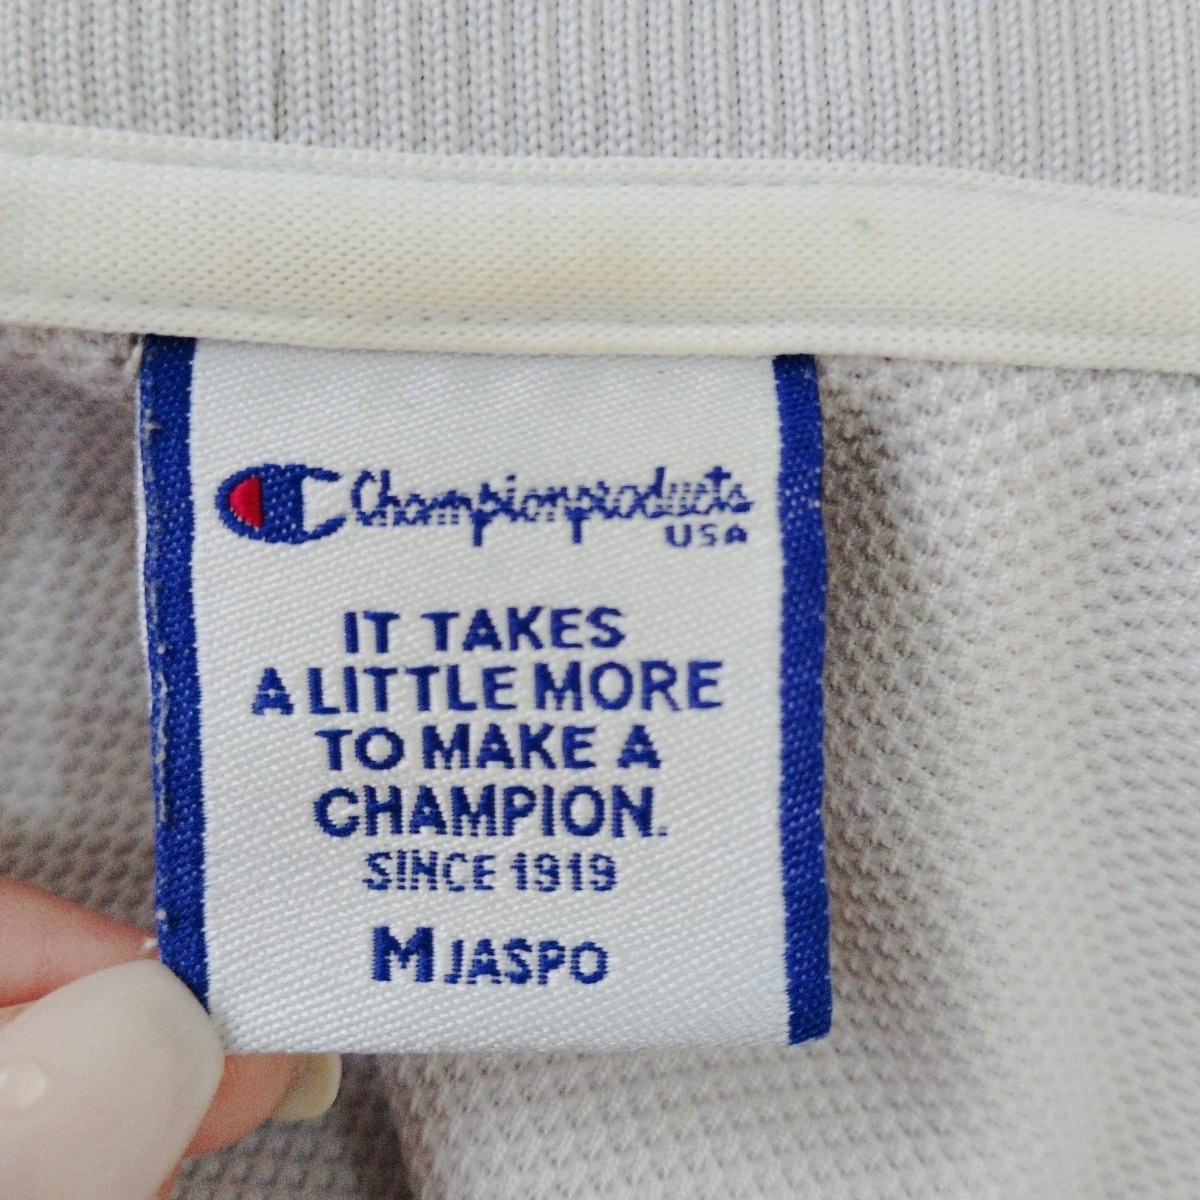 Championproducts
USA
IT TAKES
A LITTLE MORE
TO MAKE A
CHAMPION.
SINCE 1919
M JASPO